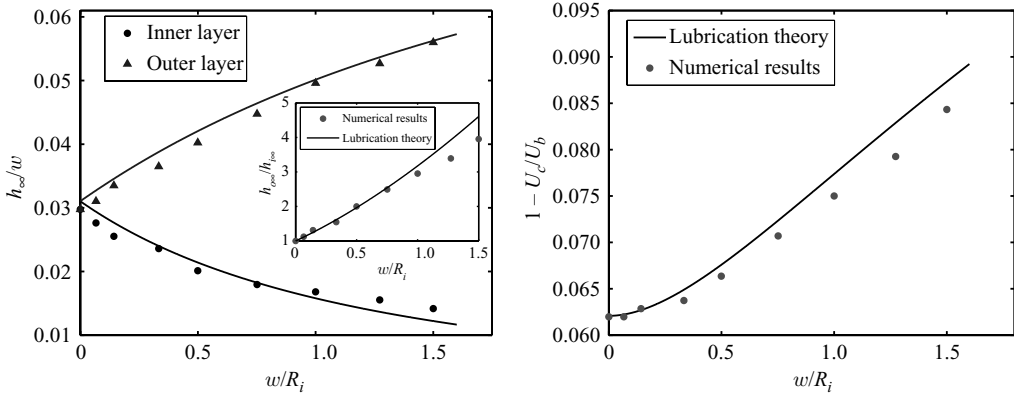 0.06
0.05
0.04
0.03
0.02
0.01
h∞/w
Inner layer
Outer layer
5
4
3
2
1
ho∞/hi∞
Numerical results
Lubrication theory
0
0.5
1.0
1.5
w/Ri
0
0.5
1.0
1.5
w/Ri
0.095
0.090
0.085
0.080
0.075
0.070
0.065
0.060
1 – Uc/Ub
Lubrication theory
Numerical results
0
0.5
1.0
1.5
w/Ri